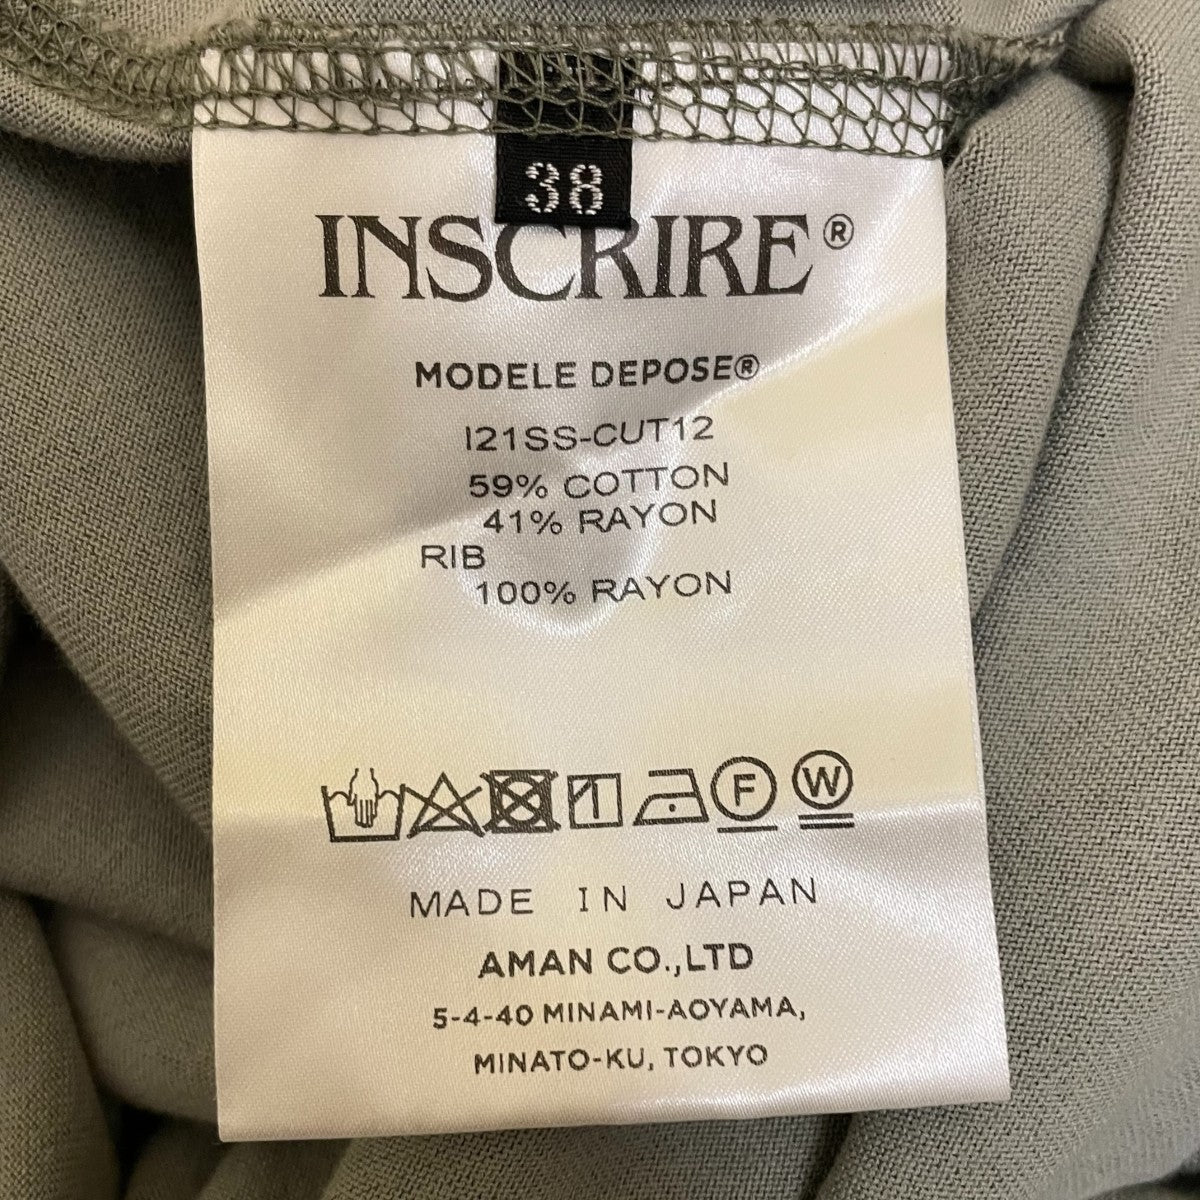 38
INSCRIRE®
MODELE DEPOSE®
I21SS-CUT12
59% COTTON
41% RAYON
RIB
100% RAYON
F W
MADE IN JAPAN
AMAN CO.,LTD
5-4-40 MINAMI-AOYAMA,
MINATO-KU, TOKYO